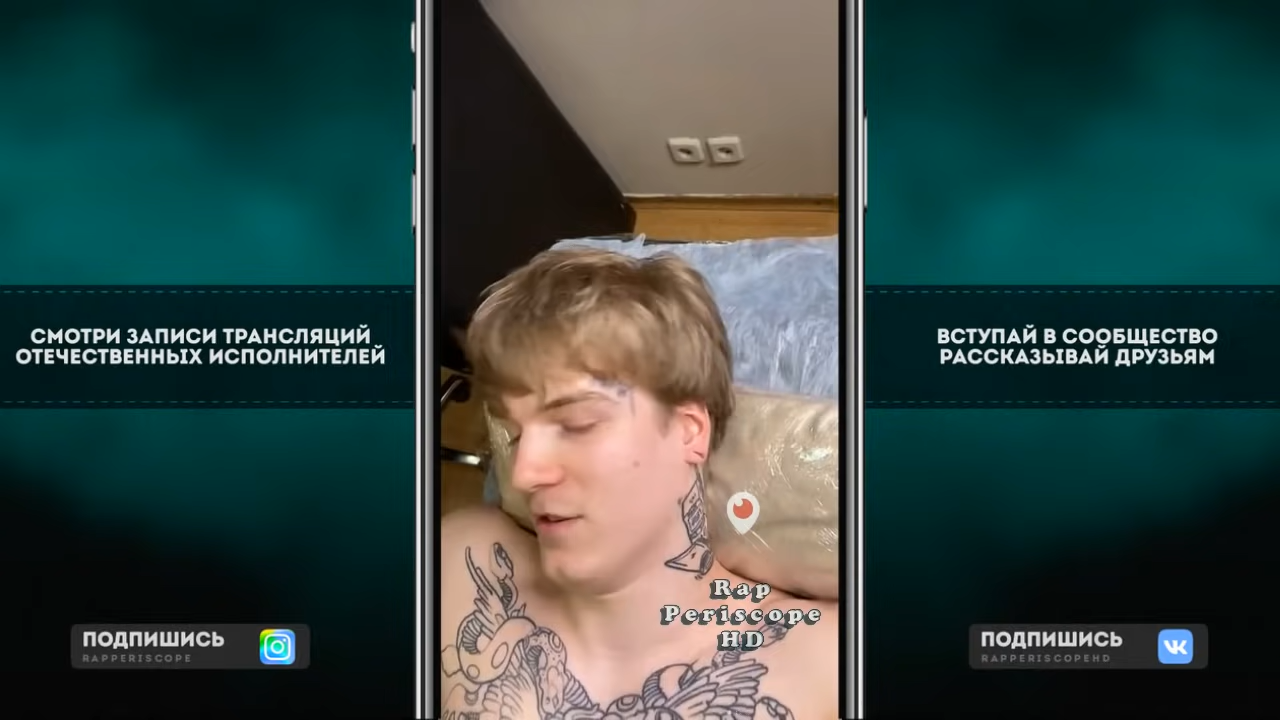 СМОТРИ ЗАПИСИ ТРАНСЛЯЦИЙ
ОТЕЧЕСТВЕННЫХ ИСПОЛНИТЕЛЕЙ
ВСТУПАЙ В СООБЩЕСТВО
РАССКАЗЫВАЙ ДРУЗЬЯМ
Rap
Periscope
HD
ПОДПИШИСЬ
RAPPERISCOPE
ПОДПИШИСЬ
RAPPERISCOPEHD